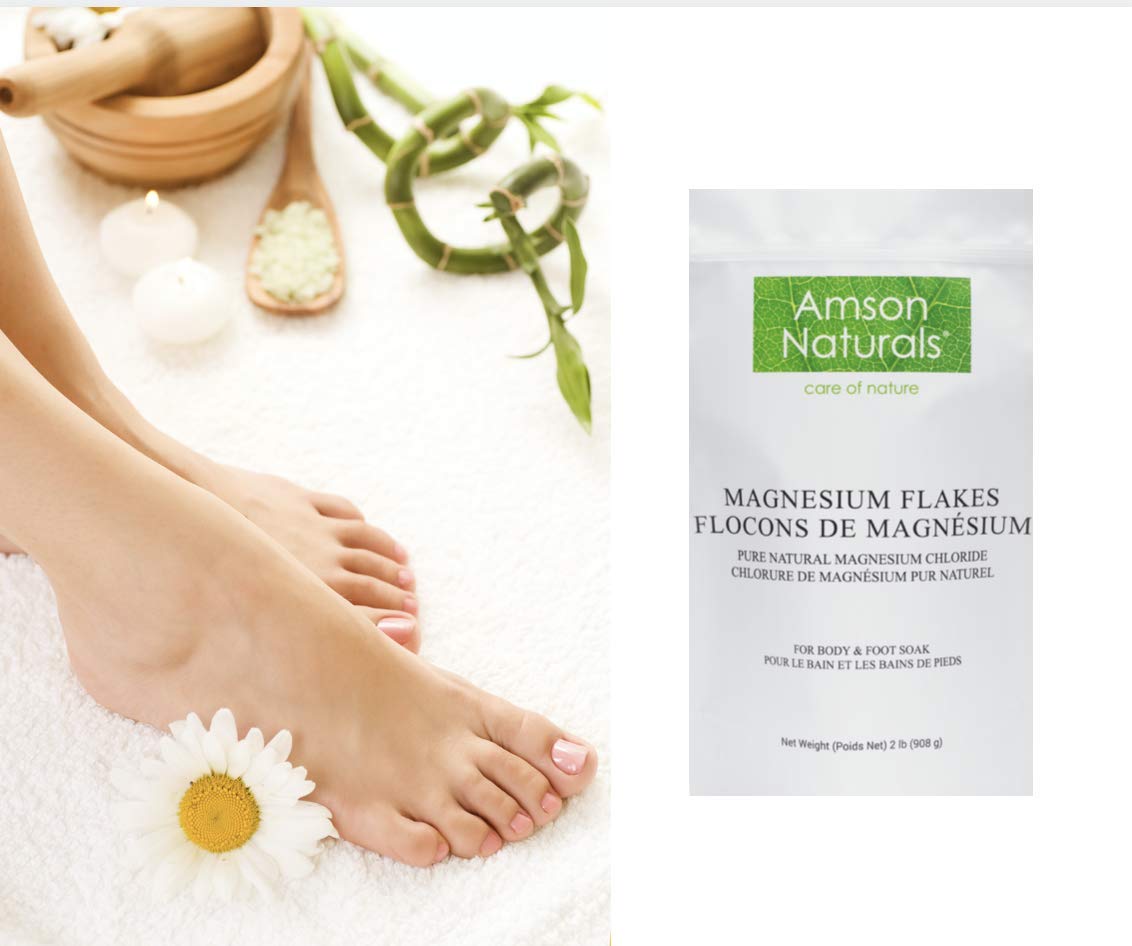 Amson
Naturals®
care of nature
MAGNESIUM FLAKES
FLOCONS DE MAGNÉSIUM
PURE NATURAL MAGNESIUM CHLORIDE
CHLORURE DE MAGNÉSIUM PUR NATUREL
FOR BODY & FOOT SOAK
POUR LE BAIN ET LES BAINS DE PIEDS
Net Weight (Poids Net) 2 lb (908 g)